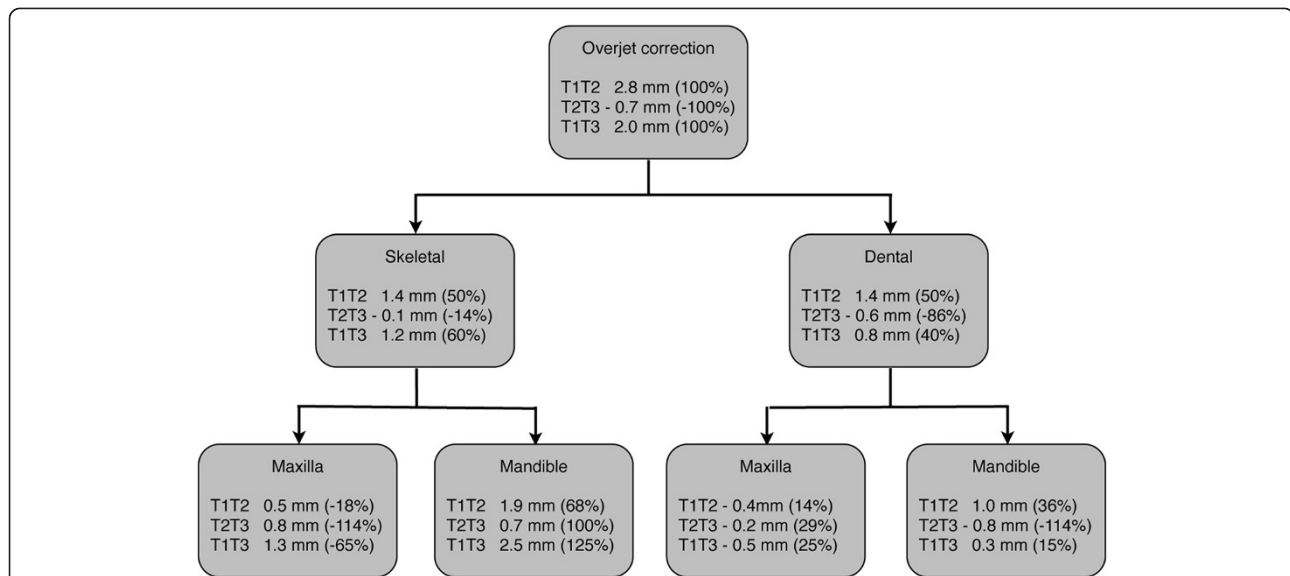 Overjet correction
T1T2 2.8 mm (100%)
T2T3 - 0.7 mm (-100%)
T1T3 2.0 mm (100%)
Skeletal
T1T2 1.4 mm (50%)
T2T3 - 0.1 mm (-14%)
T1T3 1.2 mm (60%)
Dental
T1T2 1.4 mm (50%)
T2T3 - 0.6 mm (-86%)
T1T3 0.8 mm (40%)
Maxilla
T1T2 0.5 mm (-18%)
T2T3 0.8 mm (-114%)
T1T3 1.3 mm (-65%)
Mandible
T1T2 1.9 mm (68%)
T2T3 0.7 mm (100%)
T1T3 2.5 mm (125%)
Maxilla
T1T2 - 0.4mm (14%)
T2T3 - 0.2 mm (29%)
T1T3 - 0.5 mm (25%)
Mandible
T1T2 1.0 mm (36%)
T2T3 - 0.8 mm (-114%)
T1T3 0.3 mm (15%)